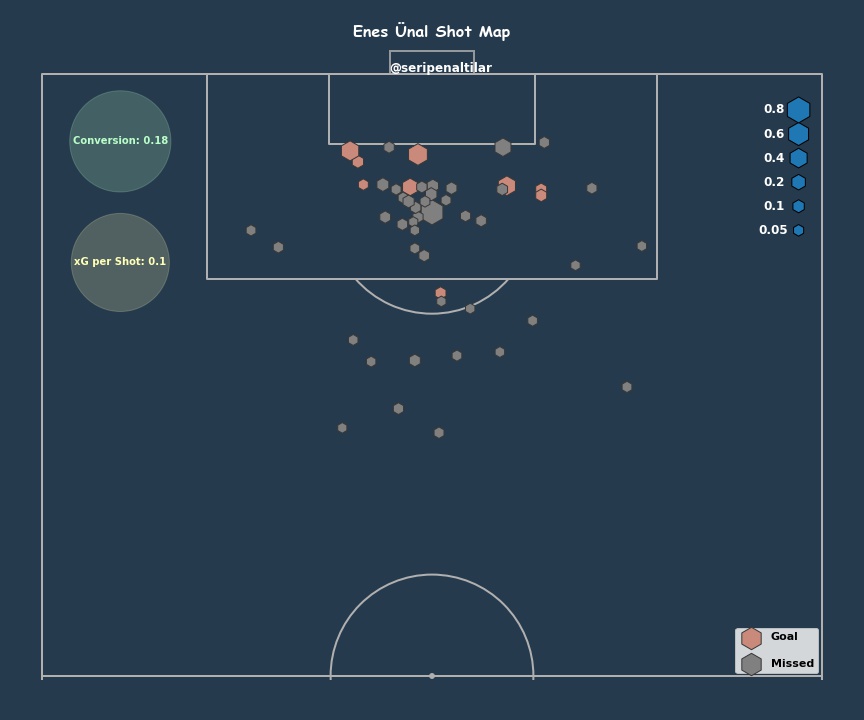 Enes Ünal Shot Map
@seripenaltilar
Conversion: 0.18
xG per Shot: 0.1
0.8
0.6
0.4
0.2
0.1
0.05
Goal
Missed